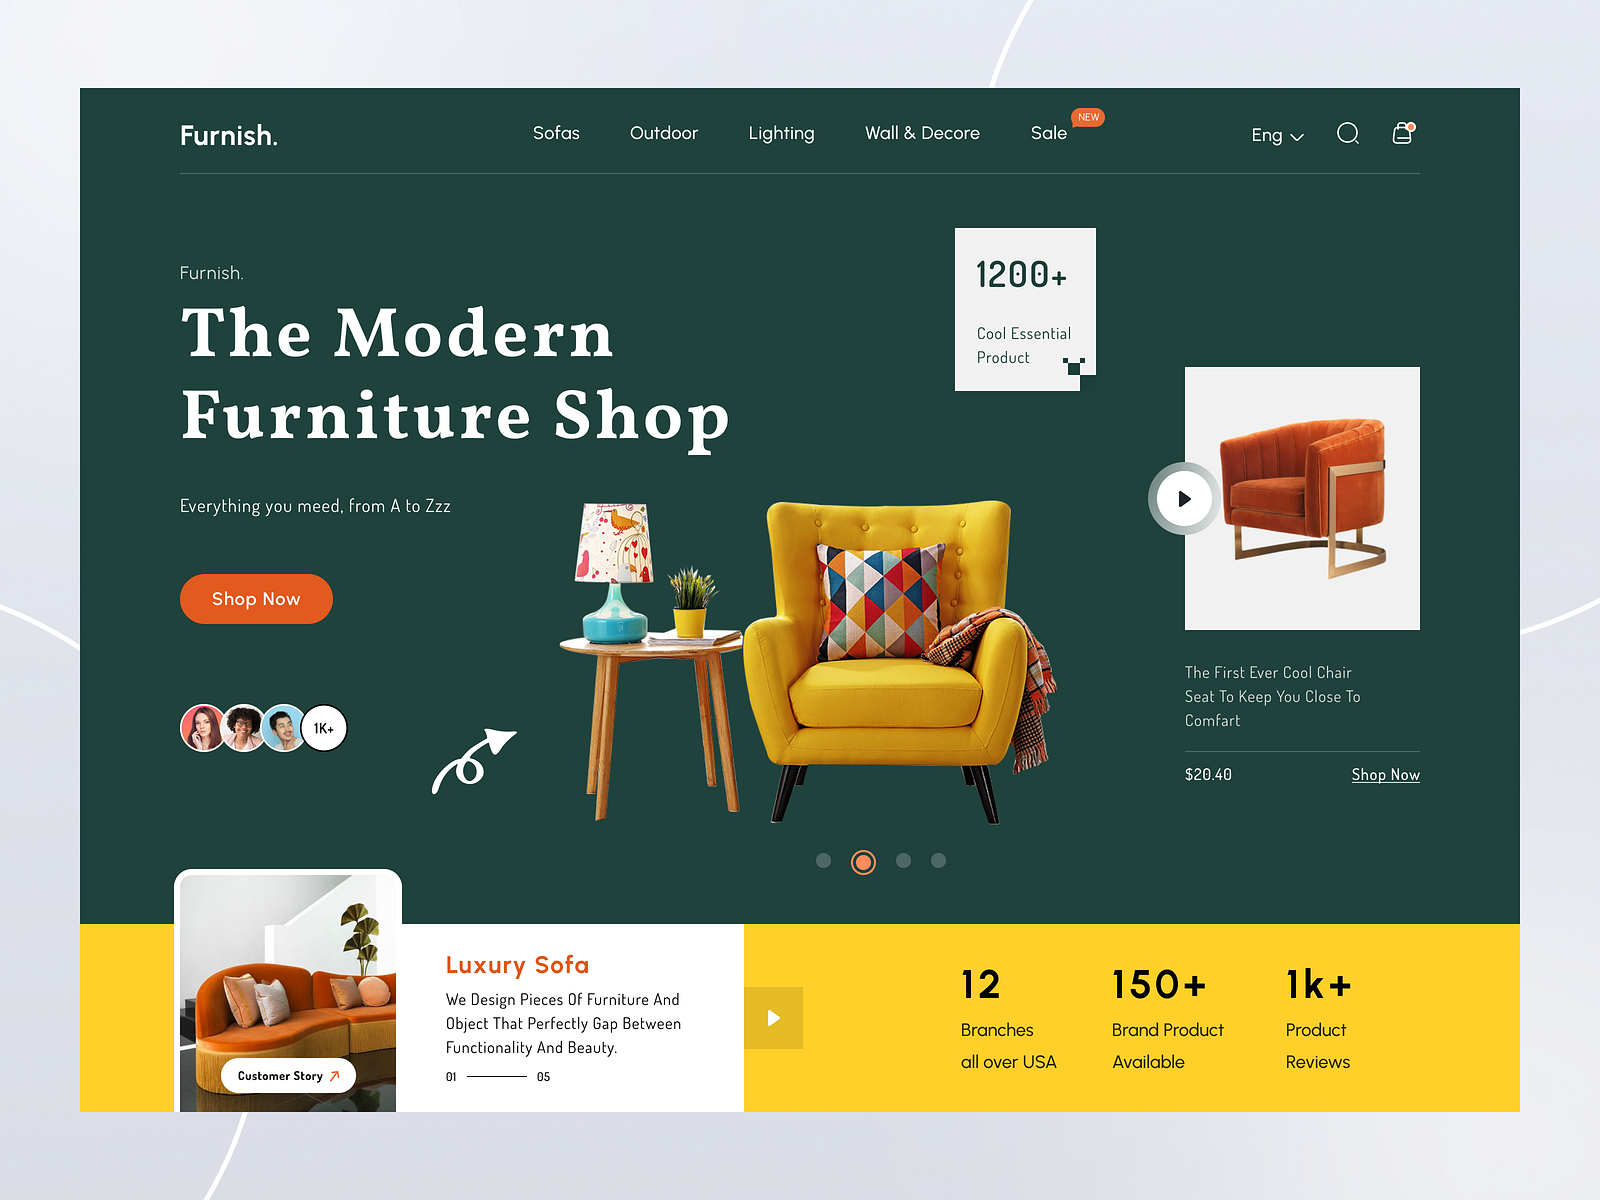 Furnish.
Sofas
Outdoor
Lighting
Wall & Decore
Sale
NEW
Eng
Furnish.
The Modern
Furniture Shop
Everything you meed, from A to Zzz
Shop Now
1K+
1200+
Cool Essential
Product
The First Ever Cool Chair
Seat To Keep You Close To
Comfart
$20.40
Shop Now
Customer Story
Luxury Sofa
We Design Pieces Of Furniture And
Object That Perfectly Gap Between
Functionality And Beauty.
01
05
12
Branches
all over USA
150+
Brand Product
Available
1k+
Product
Reviews